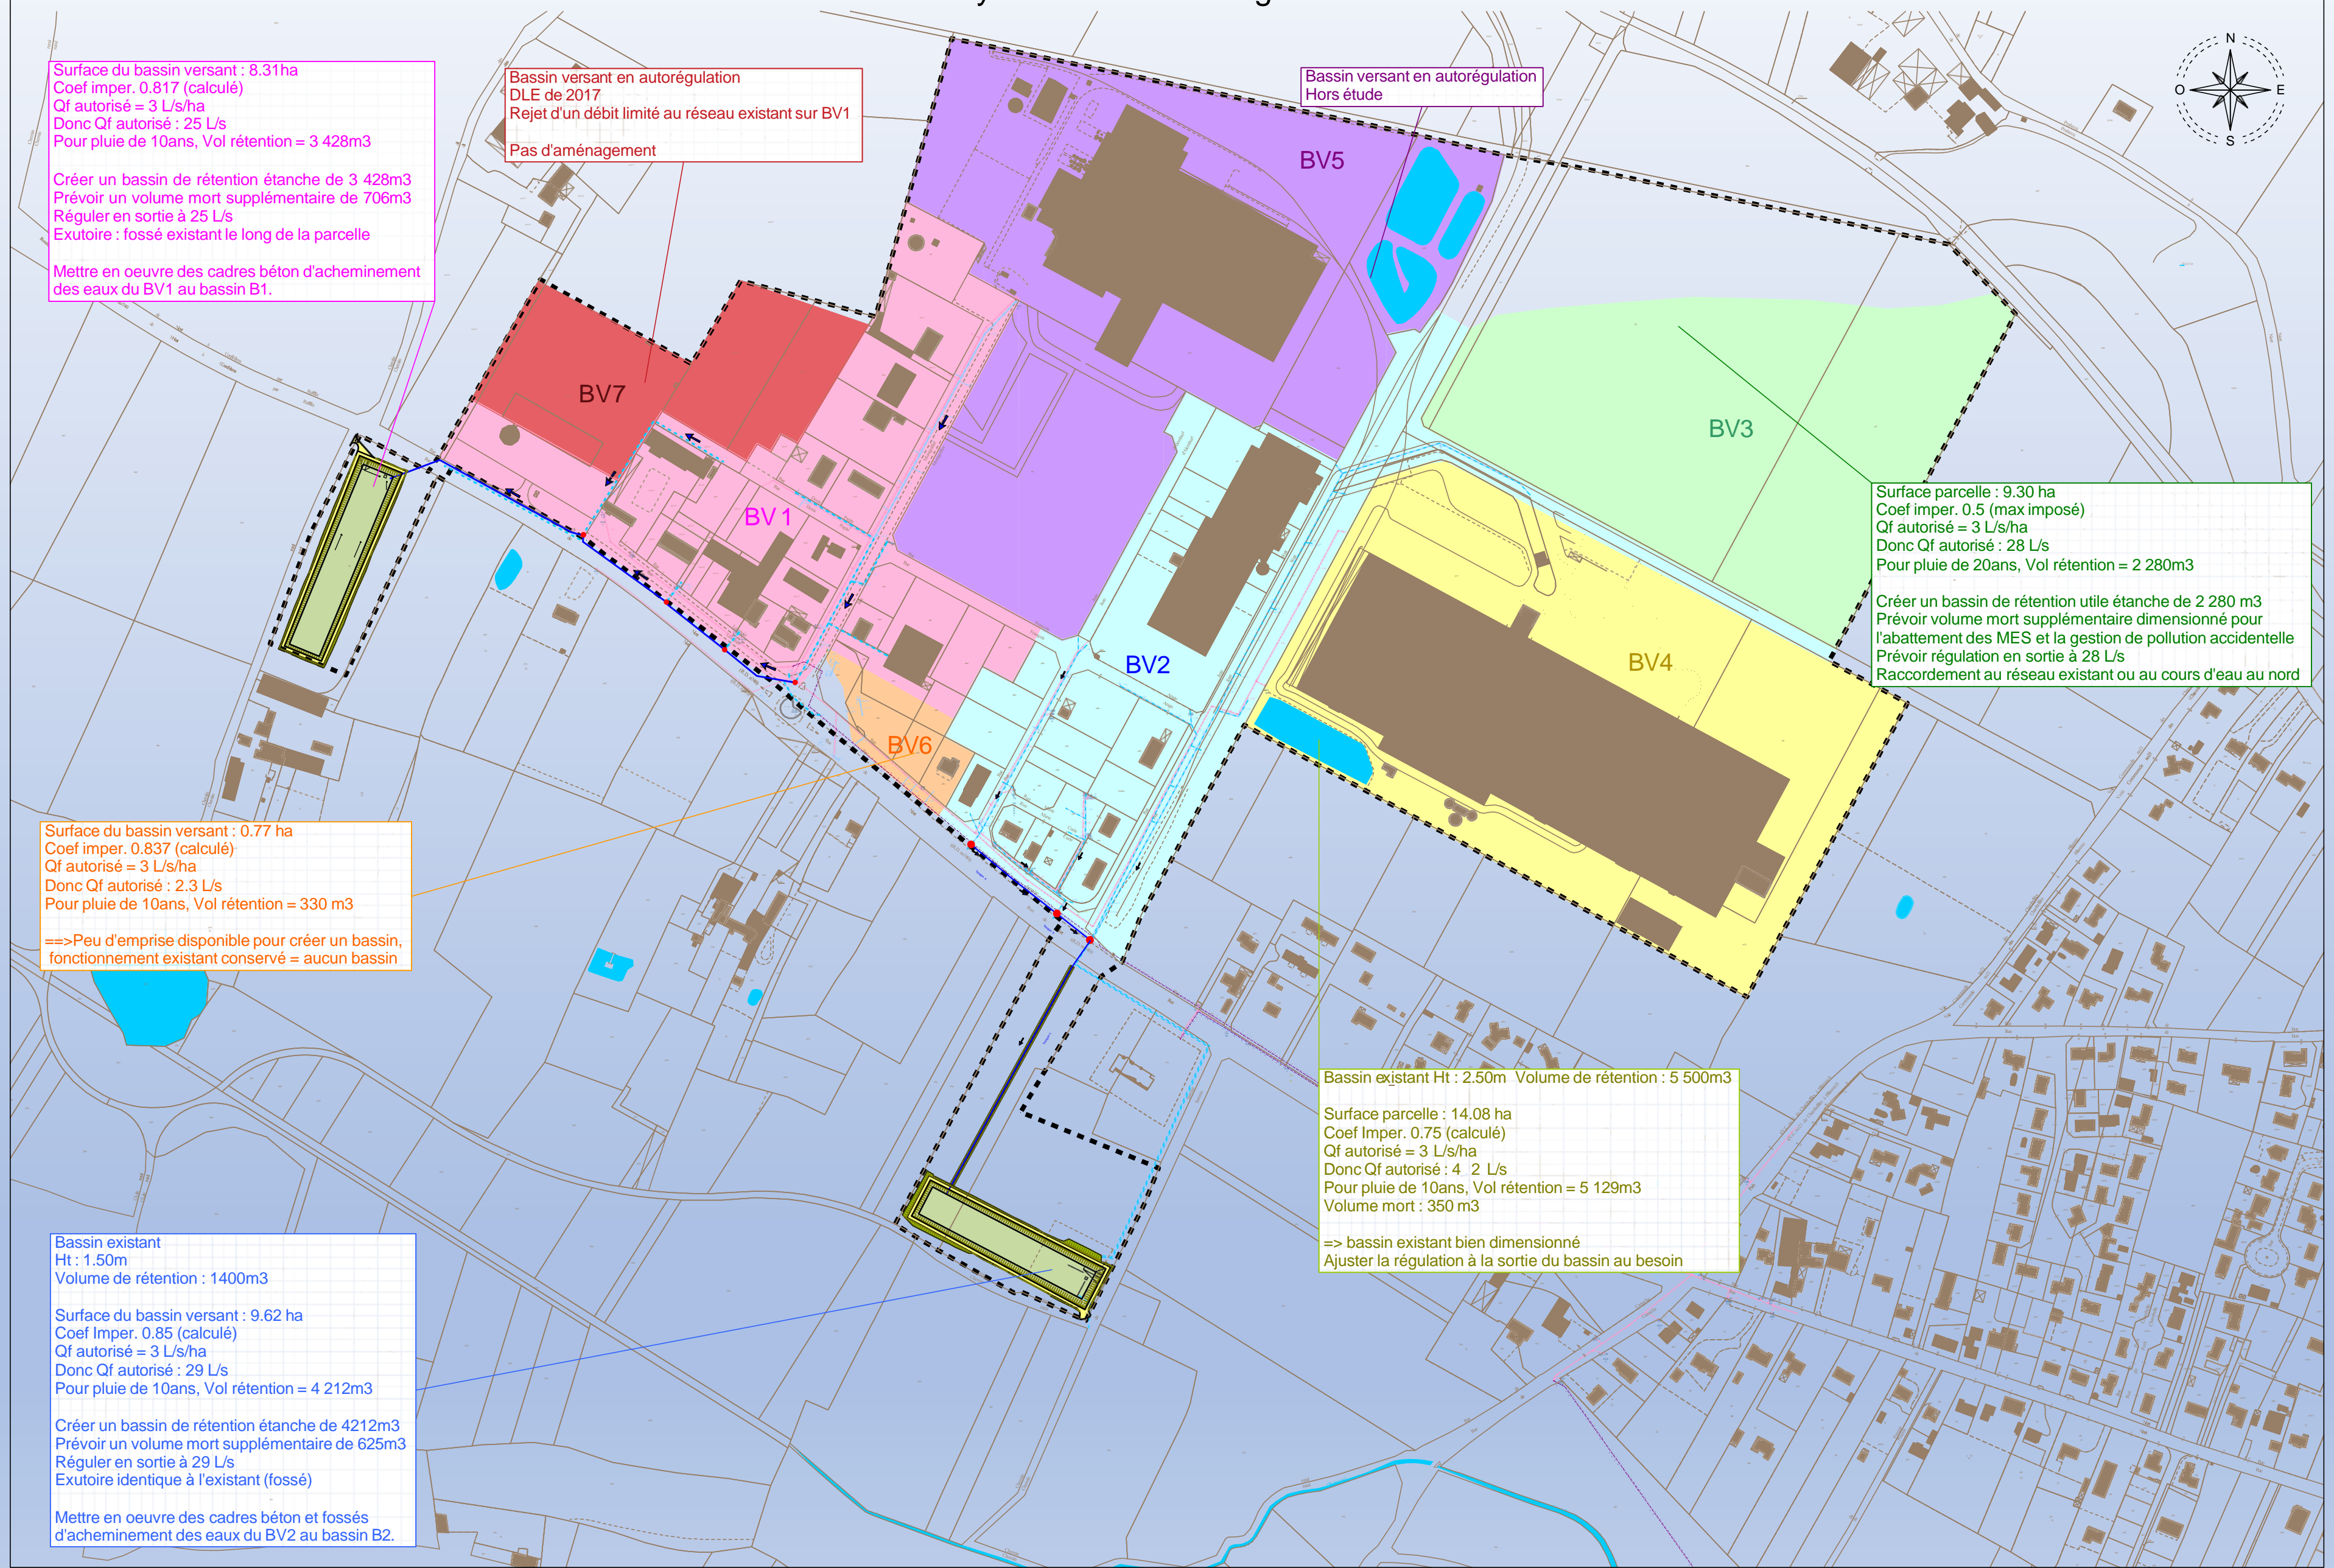 N
O
E
S
Surface du bassin versant : 8.31ha
Coef imper. 0.817 (calculé)
Qf autorisé = 3 L/s/ha
Donc Qf autorisé : 25 L/s
Pour pluie de 10ans, Vol rétention = 3 428m3
Créer un bassin de rétention étanche de 3 428m3
Prévoir un volume mort supplémentaire de 706m3
Réguler en sortie à 25 L/s
Exutoire : fossé existant le long de la parcelle
Mettre en oeuvre des cadres béton d'acheminement
des eaux du BV1 au bassin B1.
Bassin versant en autorégulation
DLE de 2017
Rejet d'un débit limité au réseau existant sur BV1
Pas d'aménagement
Bassin versant en autorégulation
Hors étude
BV5
BV7
BV3
BV1
BV2
BV4
BV6
Surface parcelle : 9.30 ha
Coef imper. 0.5 (max imposé)
Qf autorisé = 3 L/s/ha
Donc Qf autorisé : 28 L/s
Pour pluie de 20ans, Vol rétention = 2 280m3
Créer un bassin de rétention utile étanche de 2 280 m3
Prévoir volume mort supplémentaire dimensionné pour
l'abattement des MES et la gestion de pollution accidentelle
Prévoir régulation en sortie à 28 L/s
Raccordement au réseau existant ou au cours d'eau au nord
Surface du bassin versant : 0.77 ha
Coef imper. 0.837 (calculé)
Qf autorisé = 3 L/s/ha
Donc Qf autorisé : 2.3 L/s
Pour pluie de 10ans, Vol rétention = 330 m3
==>Peu d'emprise disponible pour créer un bassin,
fonctionnement existant conservé = aucun bassin
Bassin existant Ht : 2.50m Volume de rétention : 5 500m3
Surface parcelle : 14.08 ha
Coef Imper. 0.75 (calculé)
Qf autorisé = 3 L/s/ha
Donc Qf autorisé : 4 2 L/s
Pour pluie de 10ans, Vol rétention = 5 129m3
Volume mort : 350 m3
=> bassin existant bien dimensionné
Ajuster la régulation à la sortie du bassin au besoin
Bassin existant
Ht : 1.50m
Volume de rétention : 1400m3
Surface du bassin versant : 9.62 ha
Coef Imper. 0.85 (calculé)
Qf autorisé = 3 L/s/ha
Donc Qf autorisé : 29 L/s
Pour pluie de 10ans, Vol rétention = 4 212m3
Créer un bassin de rétention étanche de 4212m3
Prévoir un volume mort supplémentaire de 625m3
Réguler en sortie à 29 L/s
Exutoire identique à l'existant (fossé)
Mettre en oeuvre des cadres béton et fossés
d'acheminement des eaux du BV2 au bassin B2.